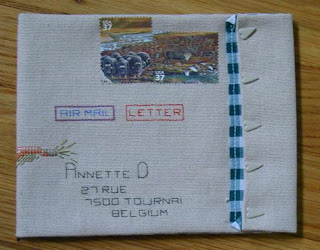 37
37
AIR MAIL LETTER
ANNETTE D
27 RUE
7500 TOURNAI
BELGIUM